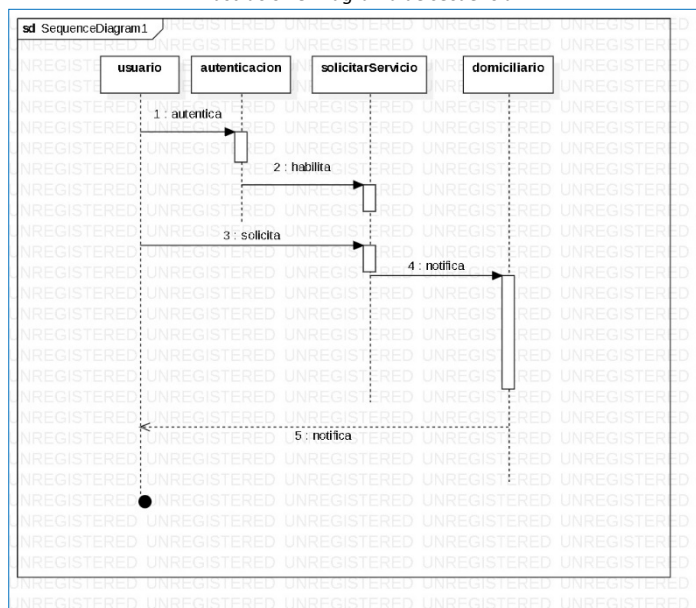 sd SequenceDiagram1
usuario autenticacion solicitarServicio domiciliario
1 : autentica
2 : habilita
3 : solicita
4 : notifica
5 : notifica